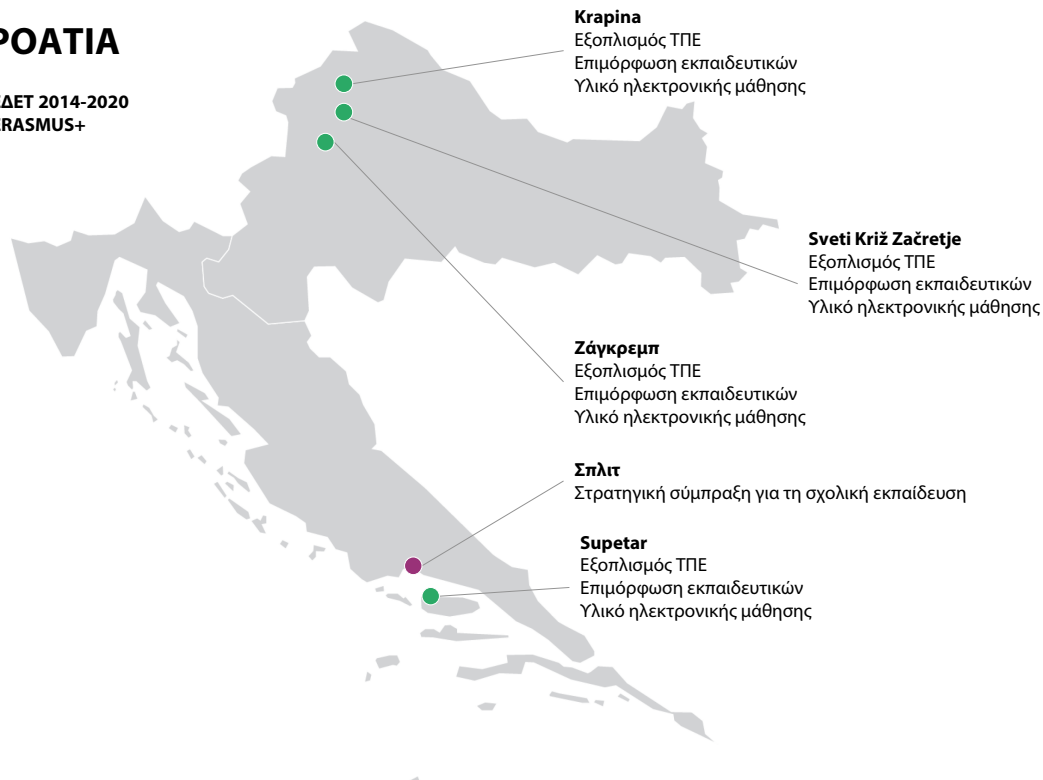 ΡΟΑΤΙΑ
ΕΔΕΤ 2014-2020
ERASMUS+
Krapina
Εξοπλισμός ΤΠΕ
Επιμόρφωση εκπαιδευτικών
Υλικό ηλεκτρονικής μάθησης
Sveti Križ Začretje
Εξοπλισμός ΤΠΕ
Επιμόρφωση εκπαιδευτικών
Υλικό ηλεκτρονικής μάθησης
Ζάγκρεμπ
Εξοπλισμός ΤΠΕ
Επιμόρφωση εκπαιδευτικών
Υλικό ηλεκτρονικής μάθησης
Σπλιτ
Στρατηγική σύμπραξη για τη σχολική εκπαίδευση
Supetar
Εξοπλισμός ΤΠΕ
Επιμόρφωση εκπαιδευτικών
Υλικό ηλεκτρονικής μάθησης